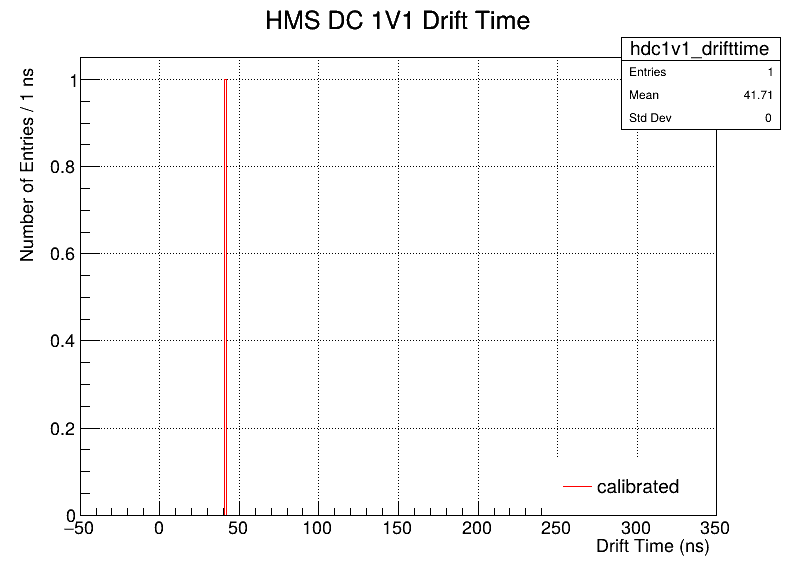 HMS DC 1V1 Drift Time
hdc1v1_drifttime
Entries 1
Mean 41.71
Std Dev 0
Number of Entries / 1 ns
1
0.8
0.6
0.4
0.2
0
−50 0 50 100 150 200 250 300 350
Drift Time (ns)
calibrated